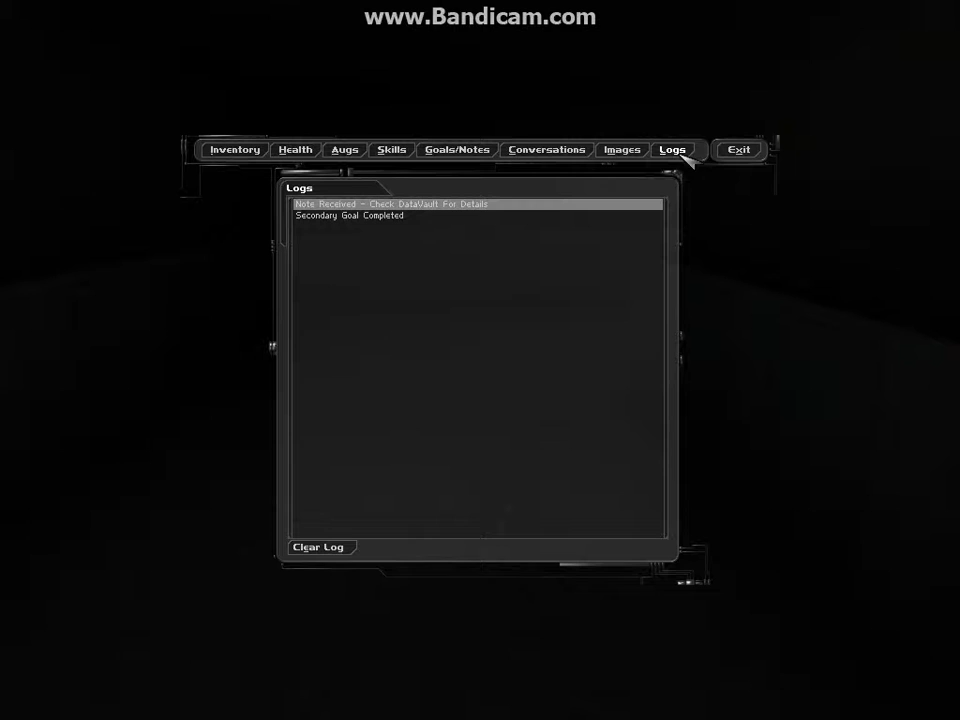 www.Bandicam.com
Inventory Health Augs Skills Goals/Notes Conversations Images Logs Exit
Logs
Note Received - Check DataVault For Details
Secondary Goal Completed
Clear Log